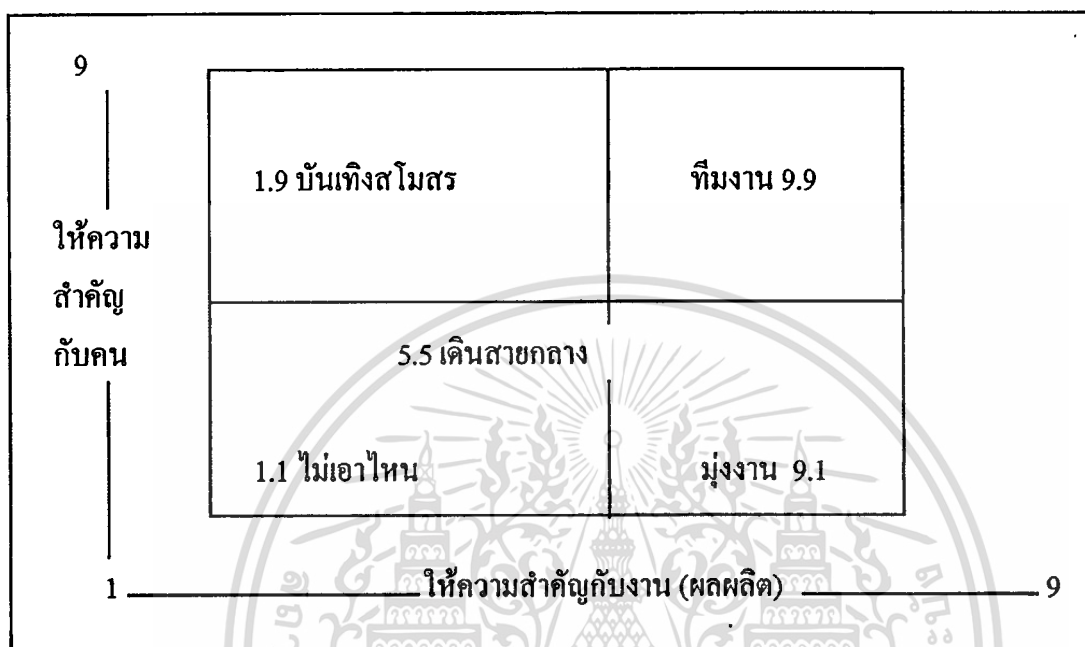 9
1.9 บันเทิงสโมสร ทีมงาน 9.9
ให้ความ
สำคัญ
กับคน
5.5 เดินสายกลาง
1.1 ไม่เอาไหน มุ่งงาน 9.1
1 ให้ความสำคัญกับงาน (ผลผลิต) 9